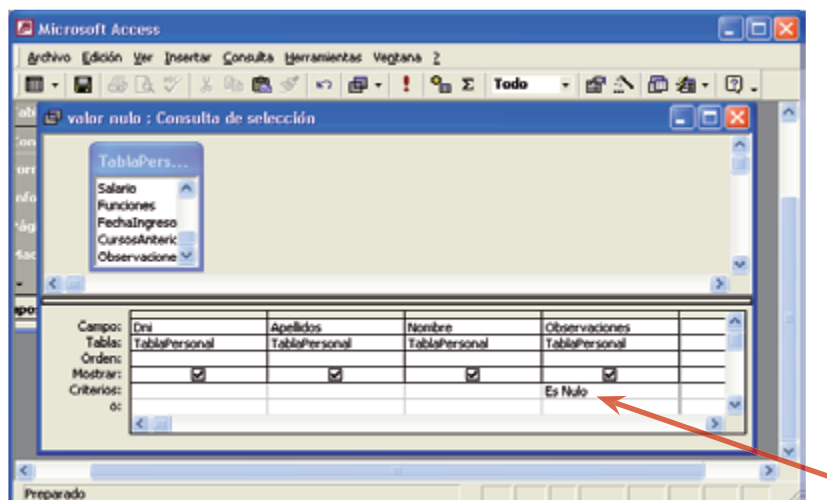 Microsoft Access
Archivo Edición Ver Insertar Consulta Herramientas Ventana ?
Todo
valor nulo : Consulta de selección
TablaPers...
Salario
Funciones
FechaIngreso
CursosAnteric
Observacione
Campo: Dni Apellidos Nombre Observaciones
Tabla: TablaPersonal TablaPersonal TablaPersonal TablaPersonal
Orden:
Mostrar:
Criterios: Es Nulo
o:
Preparado